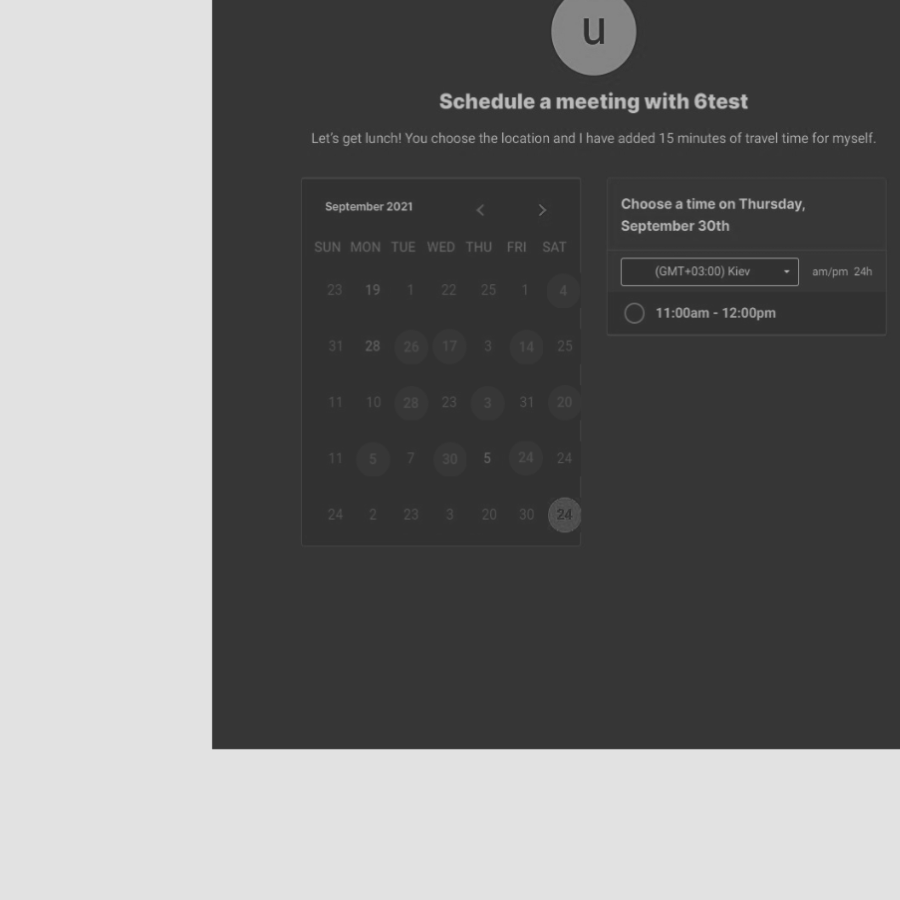 u
Schedule a meeting with 6test
Let's get lunch! You choose the location and I have added 15 minutes of travel time for myself.
September 2021
SUN MON TUE WED THU FRI SAT
23 19 1 22 25 1 4
31 28 26 17 3 14 25
11 10 28 23 3 31 20
11 5 7 30 5 24 24
24 2 23 3 20 30 24
Choose a time on Thursday,
September 30th
(GMT+03:00) Kiev am/pm 24h
11:00am - 12:00pm